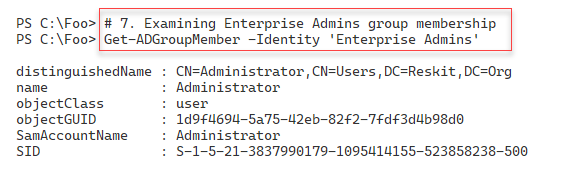 PS C:\Foo> # 7. Examining Enterprise Admins group membership
PS C:\Foo> Get-ADGroupMember -Identity 'Enterprise Admins'
distinguishedName : CN=Administrator,CN=Users,DC=Reskit,DC=Org
name : Administrator
objectClass : user
objectGUID : 1d9f4694-5a75-42eb-82f2-7fdf3d4b98d0
SamAccountName : Administrator
SID : S-1-5-21-3837990179-1095414155-523858238-500